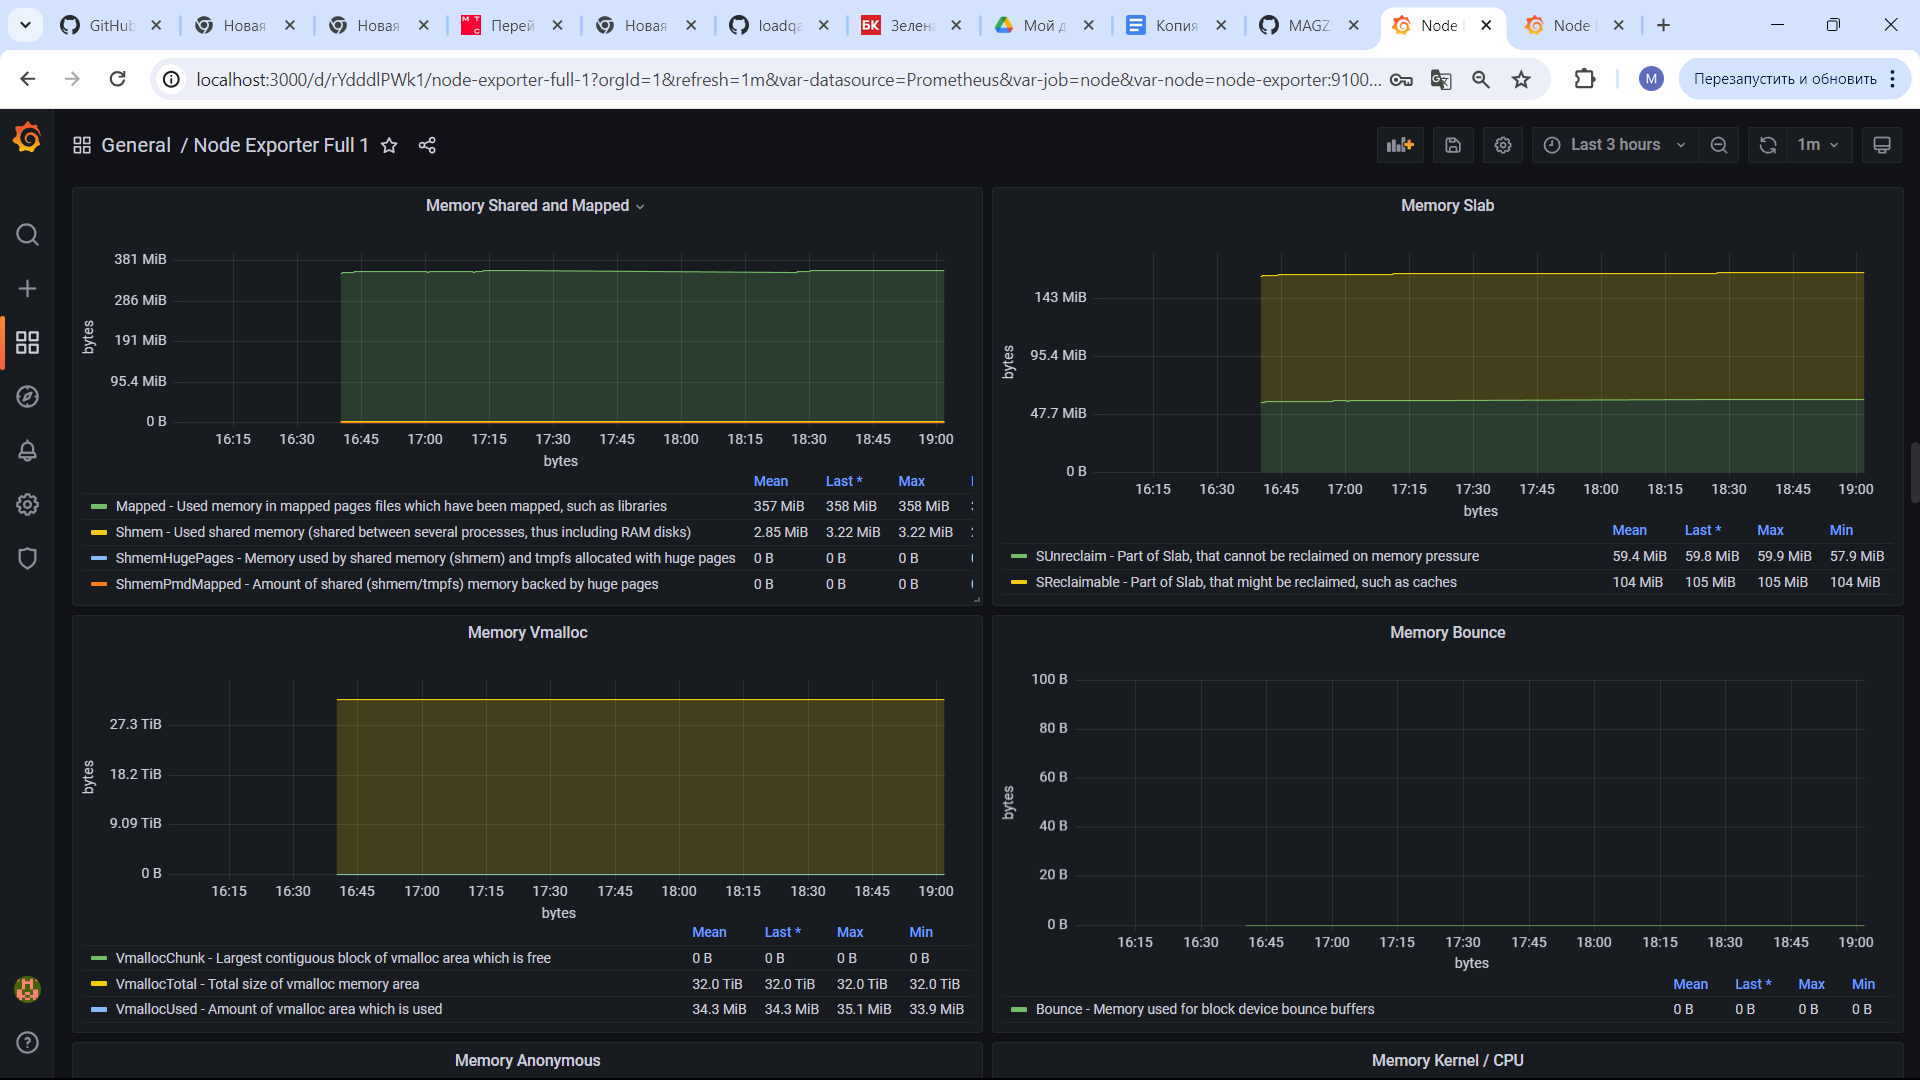 GitHub
Новая
Новая
Перей
Новая
loadqa
Зелена
Мой д
Копия
MAGZ
Node
Node
localhost:3000/d/rYdddlPWk1/node-exporter-full-1?orgId=1&refresh=1m&var-datasource=Prometheus&var-job=node&var-node=node-exporter:9100...
M
Перезапустить и обновить
General / Node Exporter Full 1
Last 3 hours
1m
Memory Shared and Mapped
381 MiB
286 MiB
191 MiB
95.4 MiB
0 B
bytes
16:15 16:30 16:45 17:00 17:15 17:30 17:45 18:00 18:15 18:30 18:45 19:00
bytes
Mean Last * Max
Mapped - Used memory in mapped pages files which have been mapped, such as libraries 357 MiB 358 MiB 358 MiB
Shmem - Used shared memory (shared between several processes, thus including RAM disks) 2.85 MiB 3.22 MiB 3.22 MiB
ShmemHugePages - Memory used by shared memory (shmem) and tmpfs allocated with huge pages 0 B 0 B 0 B
ShmemPmdMapped - Amount of shared (shmem/tmpfs) memory backed by huge pages 0 B 0 B 0 B
Memory Slab
143 MiB
95.4 MiB
47.7 MiB
0 B
bytes
16:15 16:30 16:45 17:00 17:15 17:30 17:45 18:00 18:15 18:30 18:45 19:00
bytes
Mean Last * Max Min
SUnreclaim - Part of Slab, that cannot be reclaimed on memory pressure 59.4 MiB 59.8 MiB 59.9 MiB 57.9 MiB
SReclaimable - Part of Slab, that might be reclaimed, such as caches 104 MiB 105 MiB 105 MiB 104 MiB
Memory Vmalloc
27.3 TiB
18.2 TiB
9.09 TiB
0 B
bytes
16:15 16:30 16:45 17:00 17:15 17:30 17:45 18:00 18:15 18:30 18:45 19:00
bytes
Mean Last * Max Min
VmallocChunk - Largest contiguous block of vmalloc area which is free 0 B 0 B 0 B 0 B
VmallocTotal - Total size of vmalloc memory area 32.0 TiB 32.0 TiB 32.0 TiB 32.0 TiB
VmallocUsed - Amount of vmalloc area which is used 34.3 MiB 34.3 MiB 35.1 MiB 33.9 MiB
Memory Bounce
100 B
80 B
60 B
40 B
20 B
0 B
bytes
16:15 16:30 16:45 17:00 17:15 17:30 17:45 18:00 18:15 18:30 18:45 19:00
bytes
Mean Last * Max Min
Bounce - Memory used for block device bounce buffers 0 B 0 B 0 B 0 B
Memory Anonymous
Memory Kernel / CPU